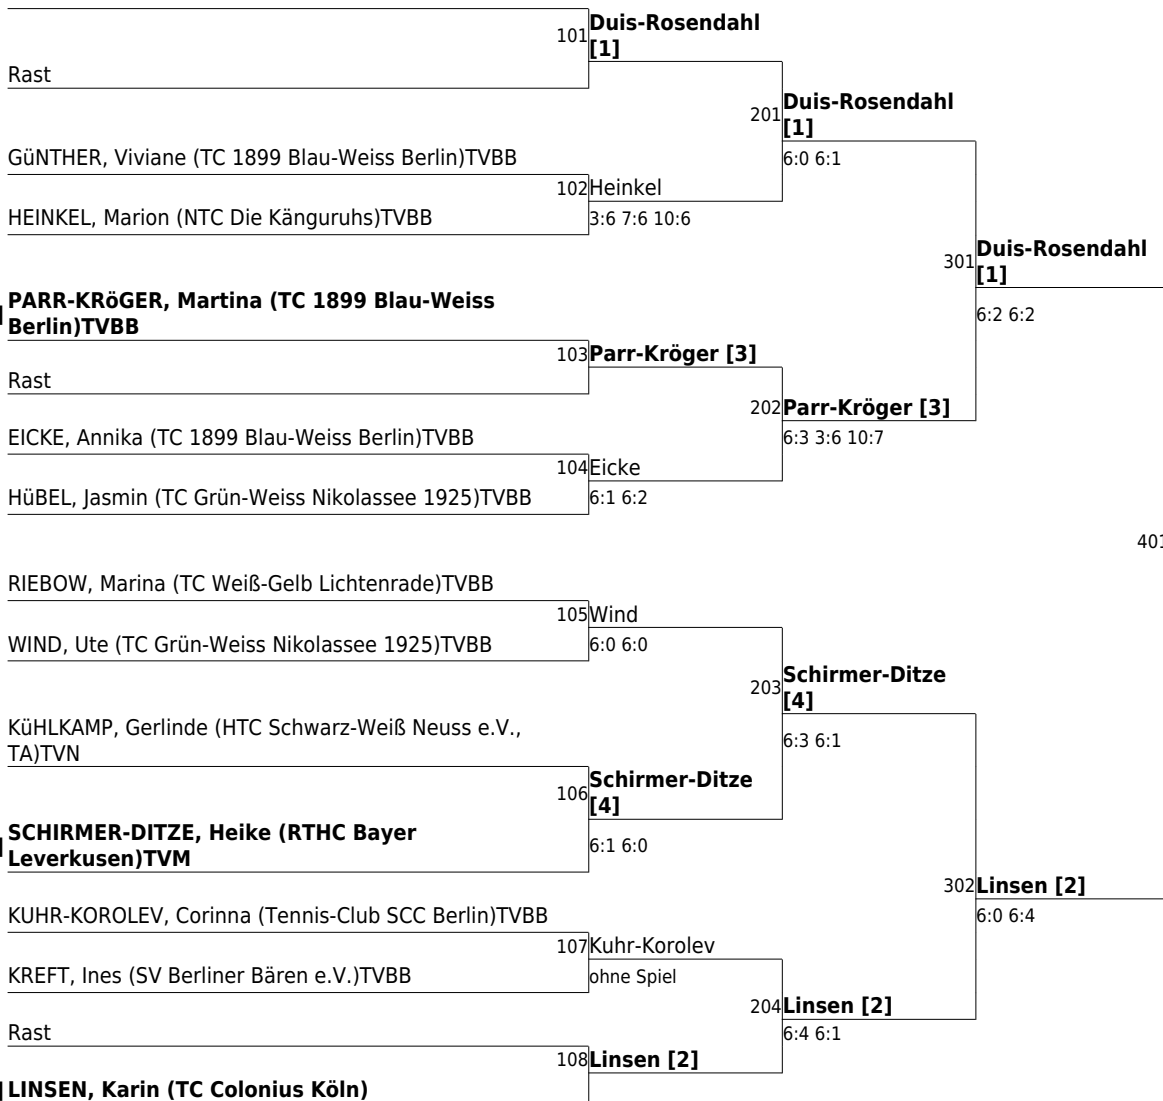 101
Duis-Rosendahl
[1]
Rast
201
Duis-Rosendahl
[1]
6:0 6:1
GüNTHER, Viviane (TC 1899 Blau-Weiss Berlin)TVBB
102
Heinkel
HEINKEL, Marion (NTC Die Känguruhs)TVBB
3:6 7:6 10:6
301
Duis-Rosendahl
[1]
6:2 6:2
PARR-KRöGER, Martina (TC 1899 Blau-Weiss
Berlin)TVBB
103
Parr-Kröger [3]
Rast
202
Parr-Kröger [3]
6:3 3:6 10:7
EICKE, Annika (TC 1899 Blau-Weiss Berlin)TVBB
104
Eicke
HüBEL, Jasmin (TC Grün-Weiss Nikolassee 1925)TVBB
6:1 6:2
401
RIEBOW, Marina (TC Weiß-Gelb Lichtenrade)TVBB
105
Wind
WIND, Ute (TC Grün-Weiss Nikolassee 1925)TVBB
6:0 6:0
203
Schirmer-Ditze
[4]
6:3 6:1
KüHLKAMP, Gerlinde (HTC Schwarz-Weiß Neuss e.V.,
TA)TVN
106
Schirmer-Ditze
[4]
SCHIRMER-DITZE, Heike (RTHC Bayer
Leverkusen)TVM
6:1 6:0
302
Linsen [2]
6:0 6:4
KUHR-KOROLEV, Corinna (Tennis-Club SCC Berlin)TVBB
107
Kuhr-Korolev
KREFT, Ines (SV Berliner Bären e.V.)TVBB
ohne Spiel
204
Linsen [2]
6:4 6:1
Rast
108
Linsen [2]
LINSEN, Karin (TC Colonius Köln)